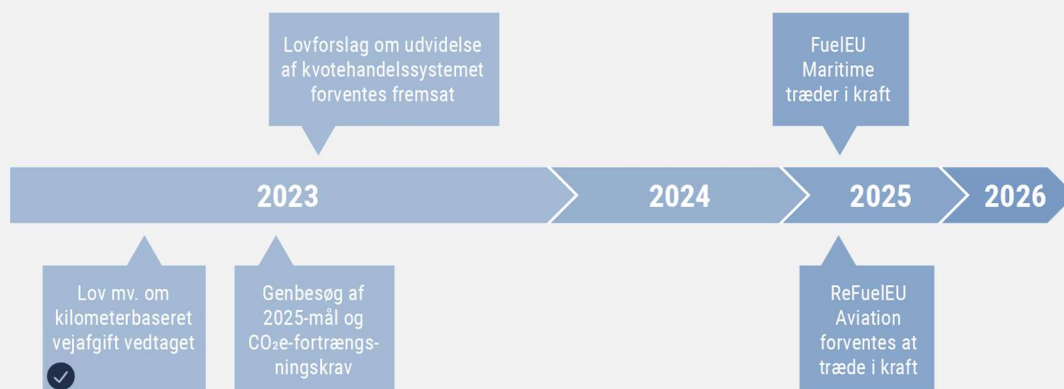 Lovforslag om udvidelse
af kvotehandelssystemet
forventes fremsat
FuelEU
Maritime
træder i kraft
2023
2024
2025
2026
Lov mv. om
kilometerbaseret
vejafgift vedtaget
Genbesøg af
2025-mål og
CO₂e-fortrængs-
ningskrav
ReFuelEU
Aviation
forventes at
træde i kraft